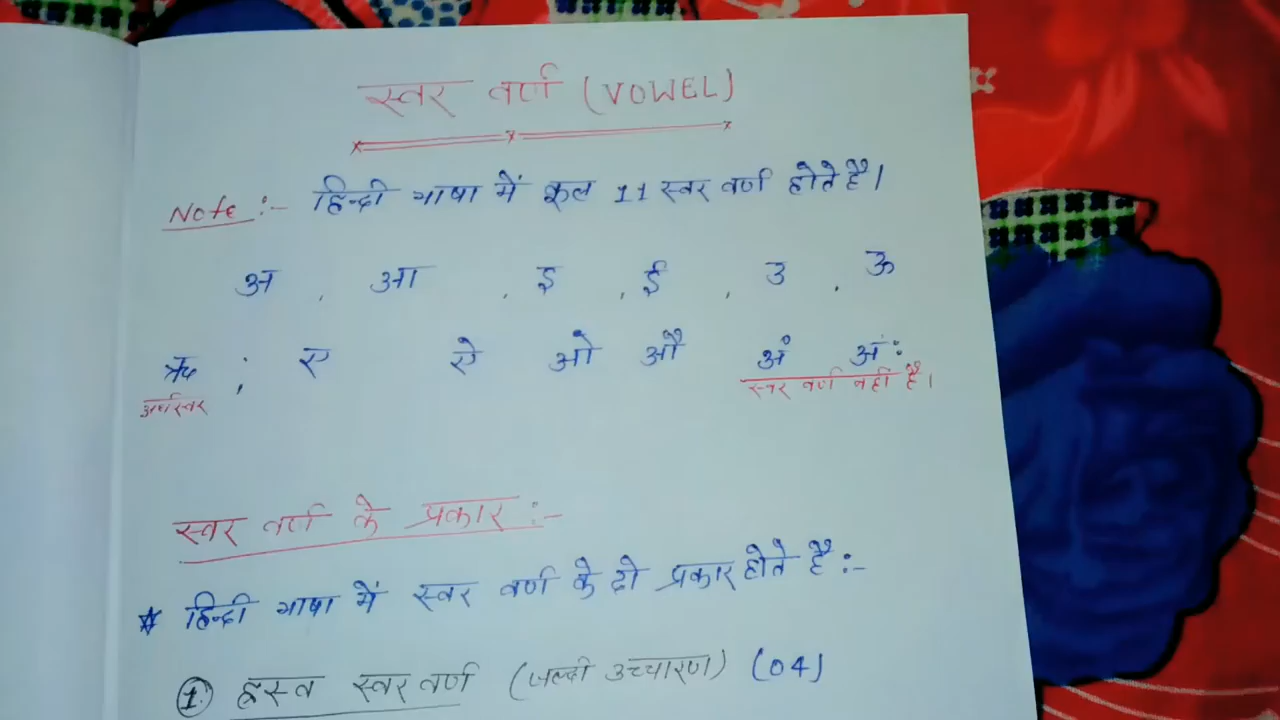 स्वर वर्ण (VOWEL)
Note :- हिन्दी भाषा में कुल 11 स्वर वर्ण होते है।
अ , आ , इ , ई , उ , ऊ
ऋ ; ए ऐ ओ औ अं अः
अर्धस्वर स्वर वर्ण नही है।
स्वर वर्ण के प्रकार :-
* हिन्दी भाषा में स्वर वर्ण के दो प्रकार होते है :-
1. ह्रस्व स्वर वर्ण (जल्दी उच्चारण) (04)